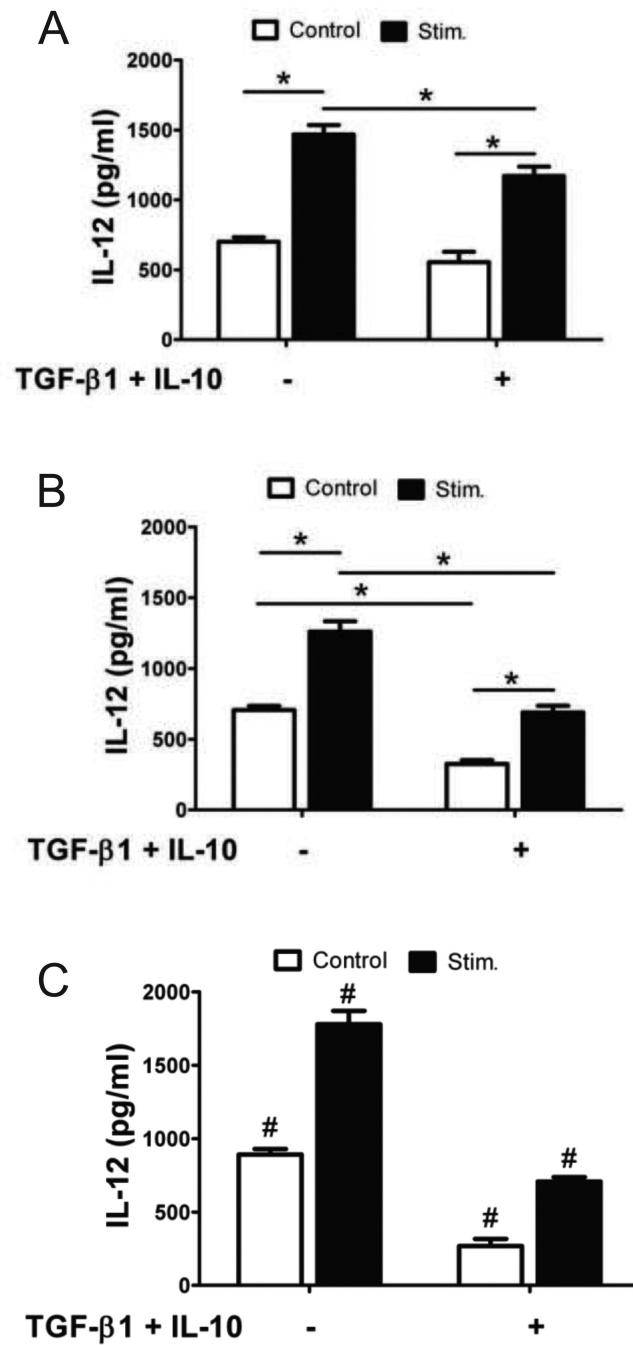 A
Control Stim.
2000
1500
1000
500
0
IL-12 (pg/ml)
*
*
*
TGF-β1 + IL-10 - +
B
Control Stim.
2000
1500
1000
500
0
IL-12 (pg/ml)
*
*
*
*
TGF-β1 + IL-10 - +
C
Control Stim.
2000
1500
1000
500
0
IL-12 (pg/ml)
#
#
#
#
TGF-β1 + IL-10 - +